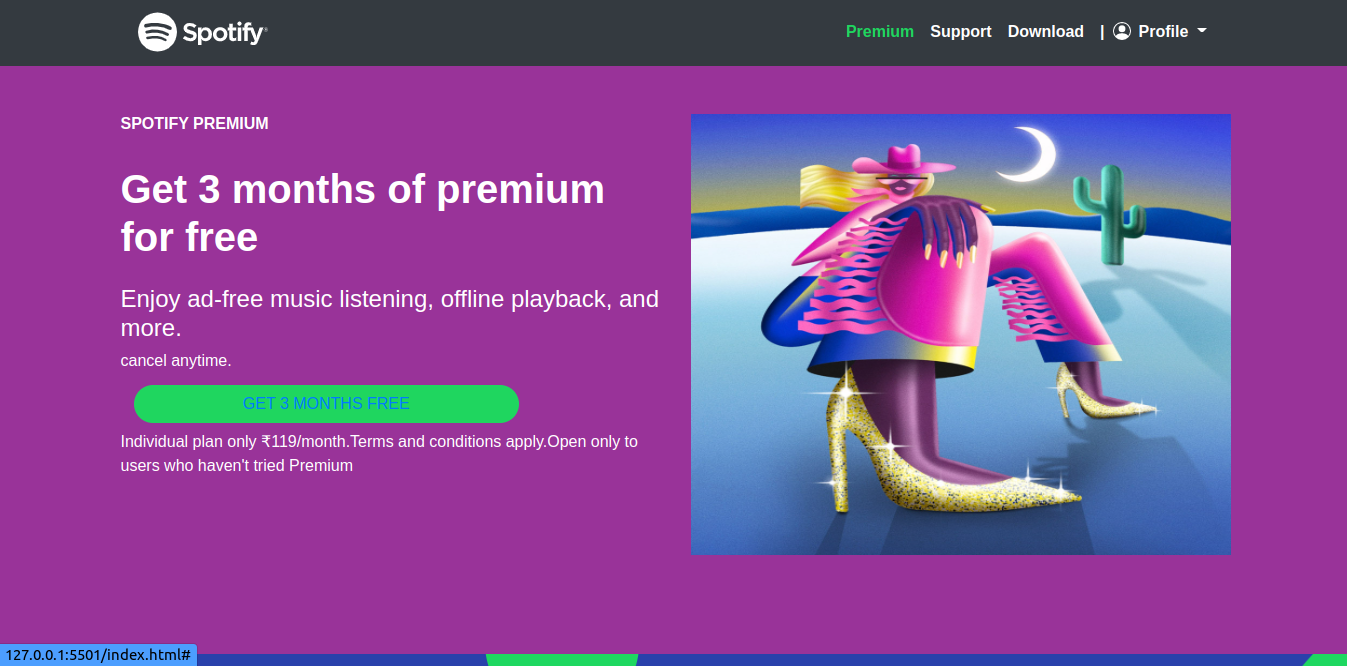 Spotify®
Premium Support Download | Profile
SPOTIFY PREMIUM
Get 3 months of premium
for free
Enjoy ad-free music listening, offline playback, and
more.
cancel anytime.
GET 3 MONTHS FREE
Individual plan only ₹119/month.Terms and conditions apply.Open only to
users who haven't tried Premium
127.0.0.1:5501/index.html#